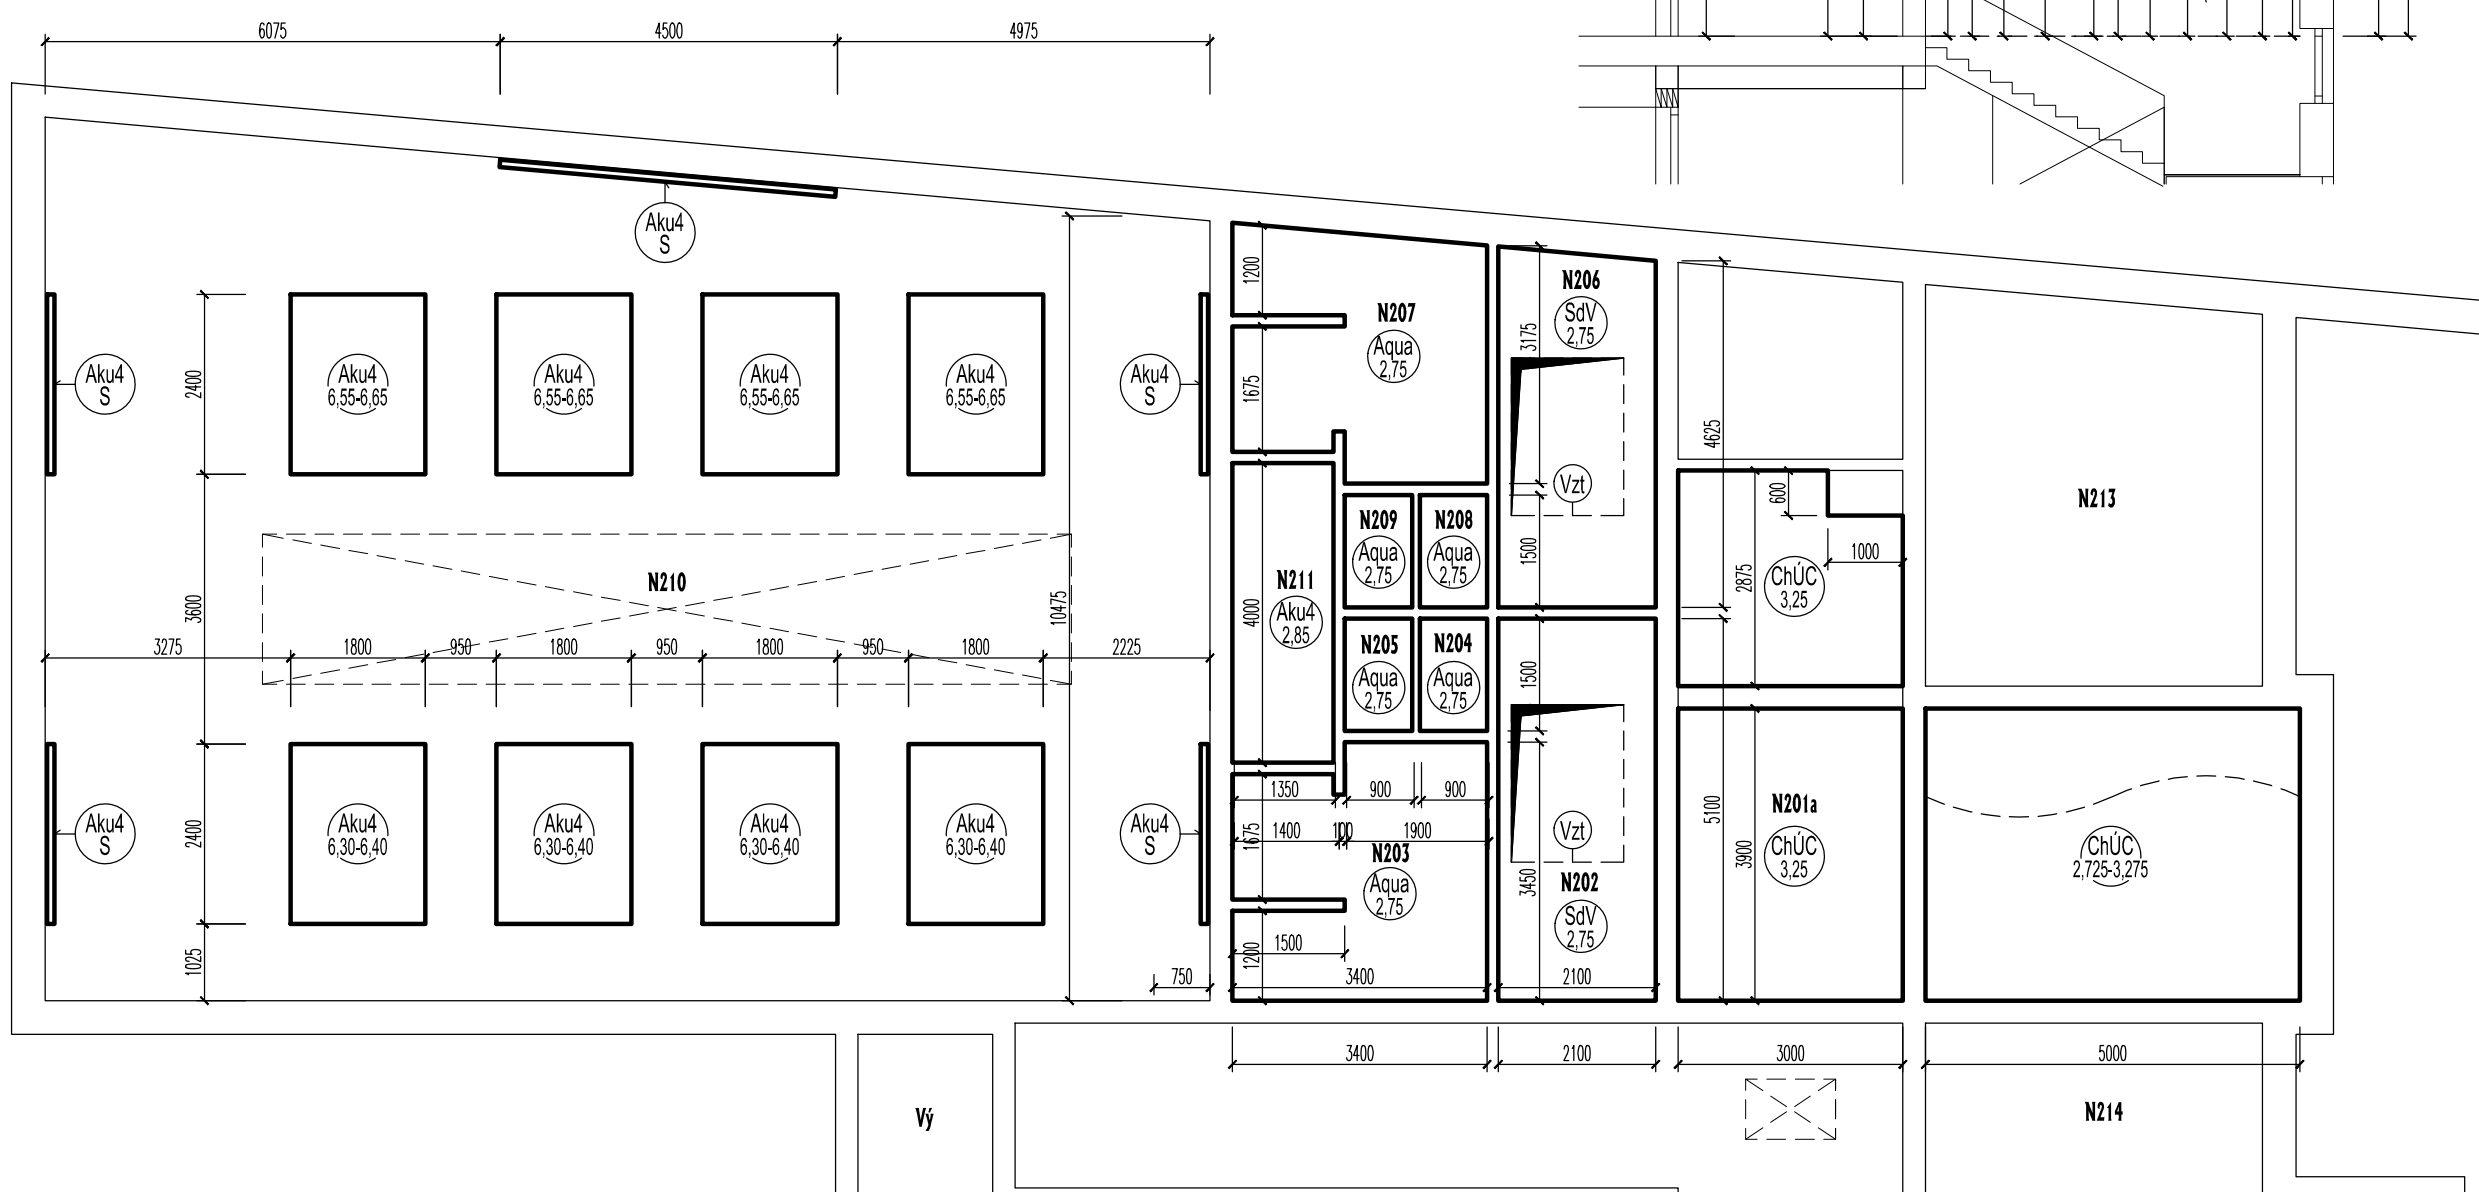 6075
4500
4975
Aku4
S
1200
N207
Aqua
2,75
1675
N206
SdV
2,75
3175
Vzt
1500
4625
2400
Aku4
S
Aku4
6,55-6,65
Aku4
6,55-6,65
Aku4
6,55-6,65
Aku4
6,55-6,65
Aku4
S
600
1000
2875
ChÚC
3,25
N213
N209
Aqua
2,75
N208
Aqua
2,75
N211
Aku4
2,85
4000
N210
3600
10475
3275
1800
950
1800
950
1800
950
1800
2225
N205
Aqua
2,75
N204
Aqua
2,75
1500
Aku4
S
2400
Aku4
6,30-6,40
Aku4
6,30-6,40
Aku4
6,30-6,40
Aku4
6,30-6,40
Aku4
S
1350
900
900
1675
1400
100
1900
N203
Aqua
2,75
Vzt
3450
N202
SdV
2,75
5100
3900
N201a
ChÚC
3,25
ChÚC
2,725-3,275
1025
750
1200
1500
3400
2100
3400
2100
3000
5000
Vý
N214